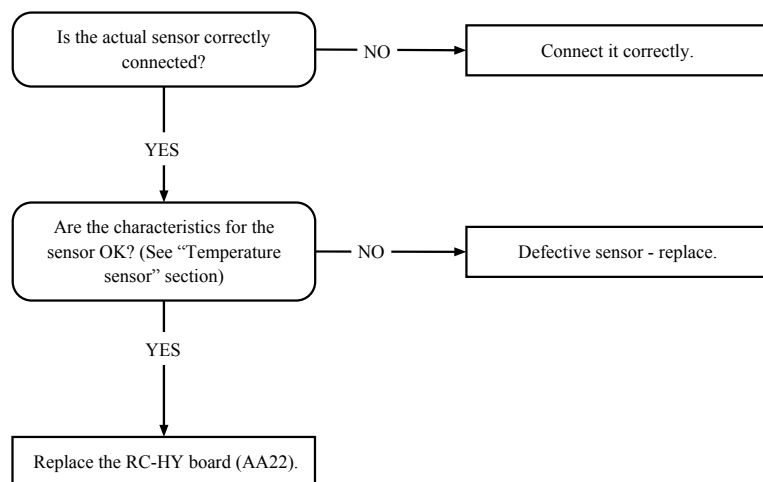 Is the actual sensor correctly
connected?
NO
Connect it correctly.
YES
Are the characteristics for the
sensor OK? (See “Temperature
sensor” section)
NO
Defective sensor - replace.
YES
Replace the RC-HY board (AA22).